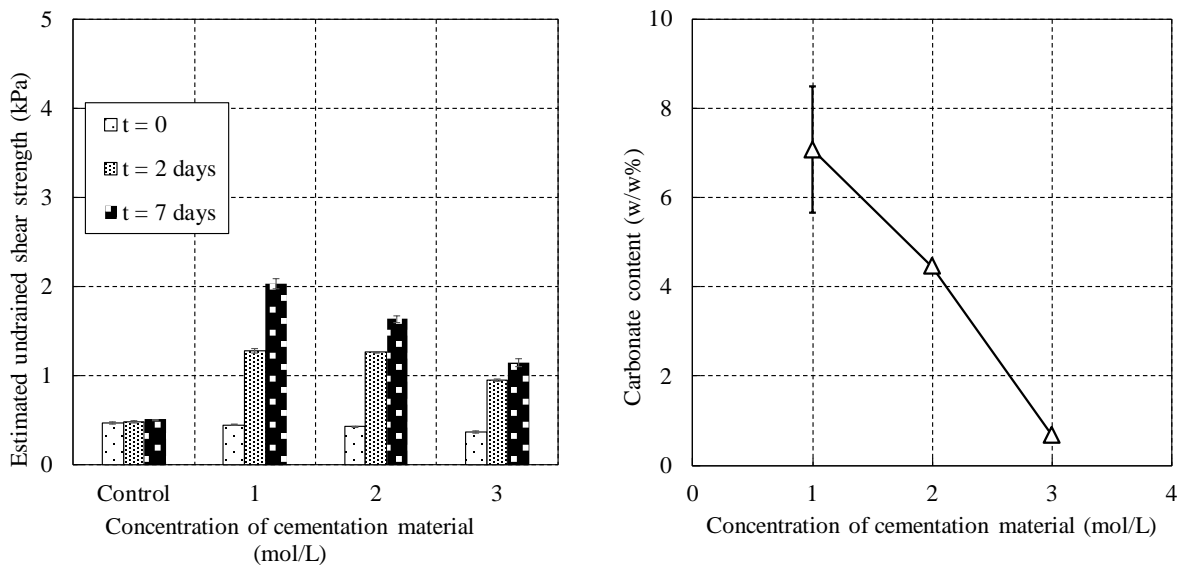 Estimated undrained shear strength (kPa)
5
4
3
2
1
0
t = 0
t = 2 days
t = 7 days
Control
1
2
3
Concentration of cementation material
(mol/L)
Carbonate content (w/w%)
10
8
6
4
2
0
0
1
2
3
4
Concentration of cementation material (mol/L)